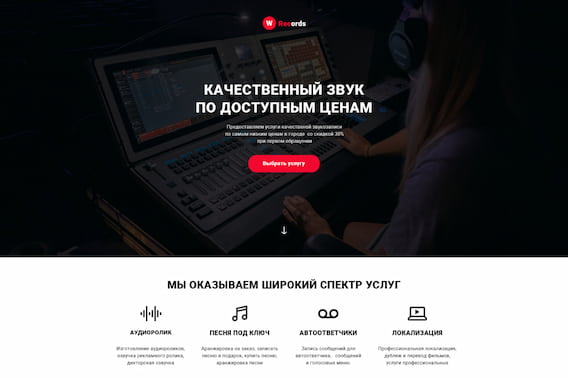 W Records
КАЧЕСТВЕННЫЙ ЗВУК
ПО ДОСТУПНЫМ ЦЕНАМ
Предоставляем услуги качественной звукозаписи
по самым низким ценам в городе со скидкой 30%
при первом обращении
Выбрать услугу
МЫ ОКАЗЫВАЕМ ШИРОКИЙ СПЕКТР УСЛУГ
АУДИОРОЛИК
ПЕСНЯ ПОД КЛЮЧ
АВТООТВЕТЧИКИ
ЛОКАЛИЗАЦИЯ
Изготовление аудиороликов,
озвучка рекламного ролика,
дикторская озвучка
Аранжировка на заказ, записать
песню в подарок, купить песню,
аранжировка песни
Запись сообщений для
автоответчика, сообщений
и голосовых меню
Профессиональная локализация,
дубляж и перевод фильмов,
услуги профессиональных